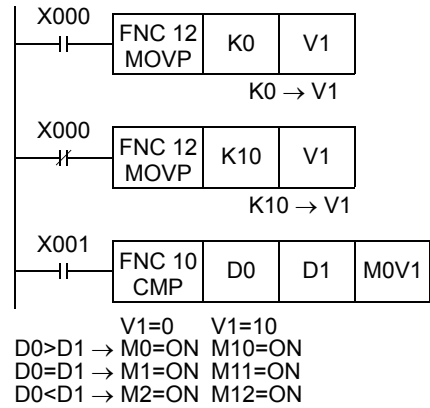 X000
FNC 12
MOVP
K0
V1
K0 → V1
X000
FNC 12
MOVP
K10
V1
K10 → V1
X001
FNC 10
CMP
D0
D1
M0V1
V1=0 V1=10
D0>D1 → M0=ON M10=ON
D0=D1 → M1=ON M11=ON
D0<D1 → M2=ON M12=ON